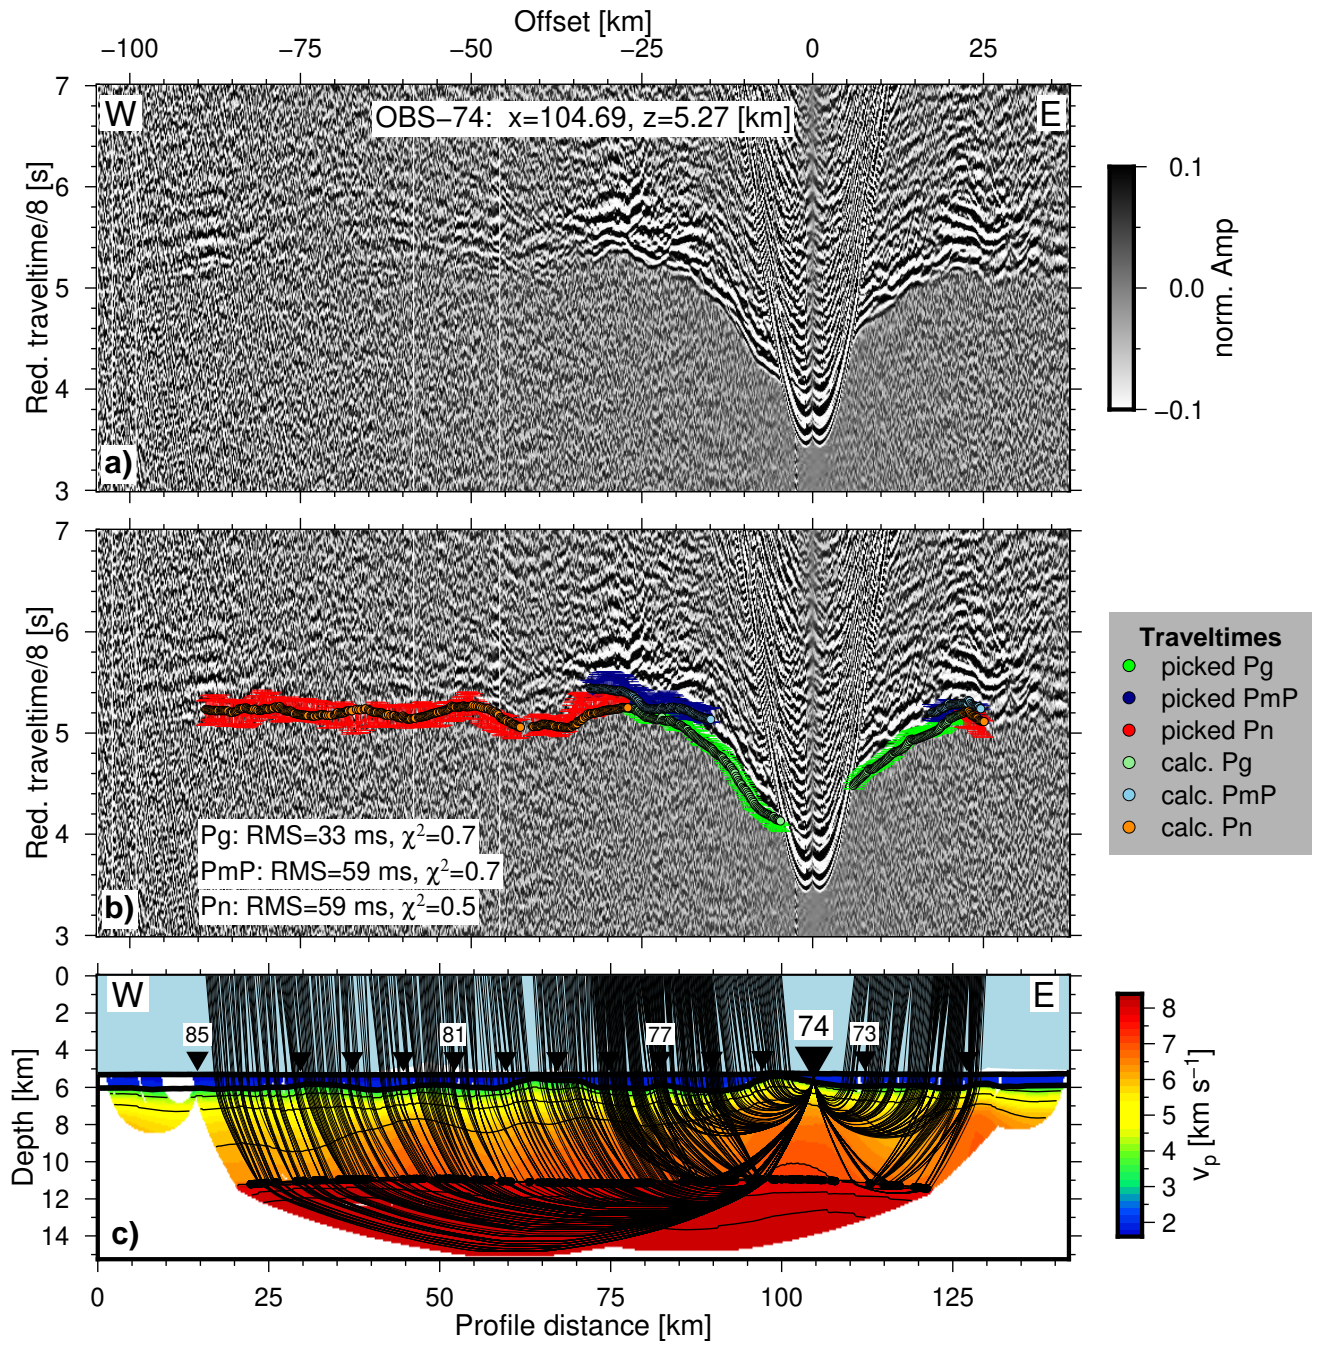 Offset [km]
−100 −75 −50 −25 0 25
7
6
5
4
3
Red. traveltime/8 [s]
W
OBS−74: x=104.69, z=5.27 [km]
E
a)
0.1
0.0
−0.1
norm. Amp
7
6
5
4
3
Red. traveltime/8 [s]
Pg: RMS=33 ms, χ²=0.7
PmP: RMS=59 ms, χ²=0.7
Pn: RMS=59 ms, χ²=0.5
b)
Traveltimes
picked Pg
picked PmP
picked Pn
calc. Pg
calc. PmP
calc. Pn
0
2
4
6
8
10
12
14
Depth [km]
W
E
85 81 77 74 73
c)
8
7
6
5
4
3
2
vₚ [km s⁻¹]
0 25 50 75 100 125
Profile distance [km]